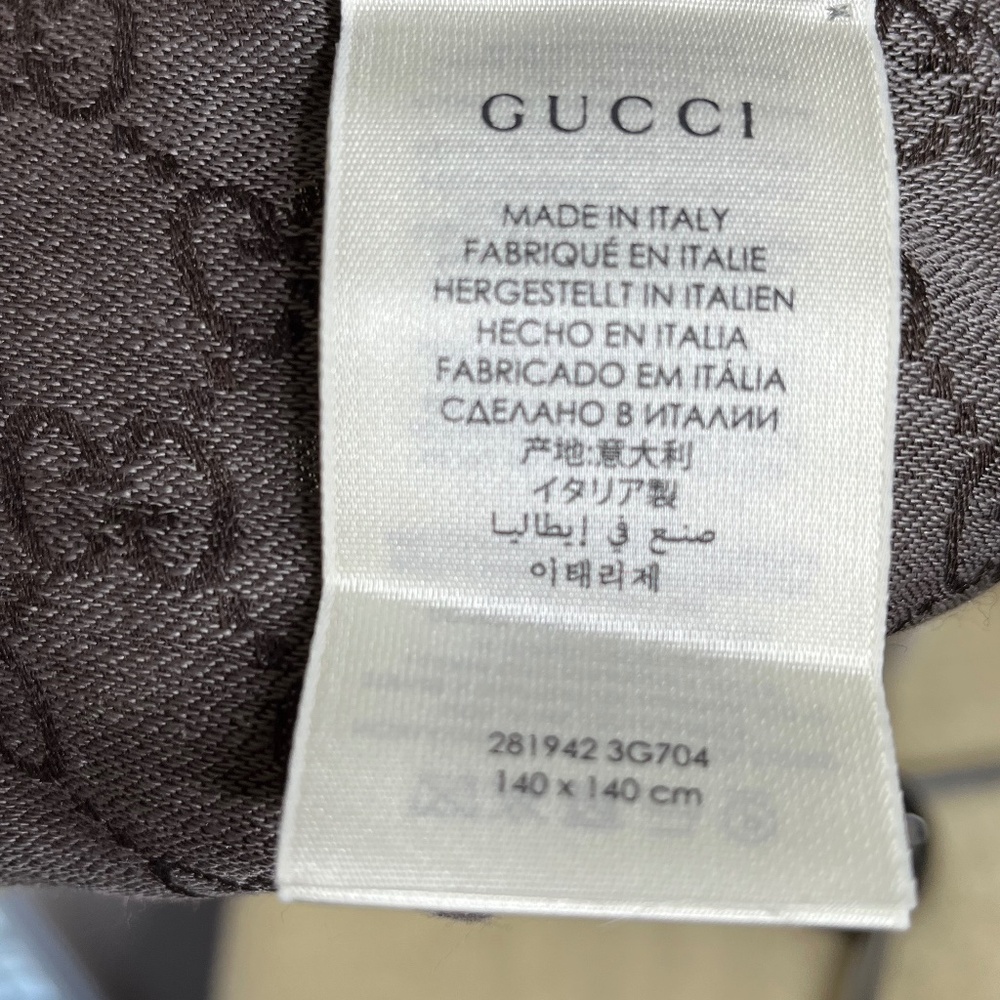 GUCCI
MADE IN ITALY
FABRIQUÉ EN ITALIE
HERGESTELLT IN ITALIEN
HECHO EN ITALIA
FABRICADO EM ITÁLIA
СДЕЛАНО В ИТАЛИИ
产地:意大利
イタリア製
صنع في إيطاليا
이태리제
281942 3G704
140 x 140 cm